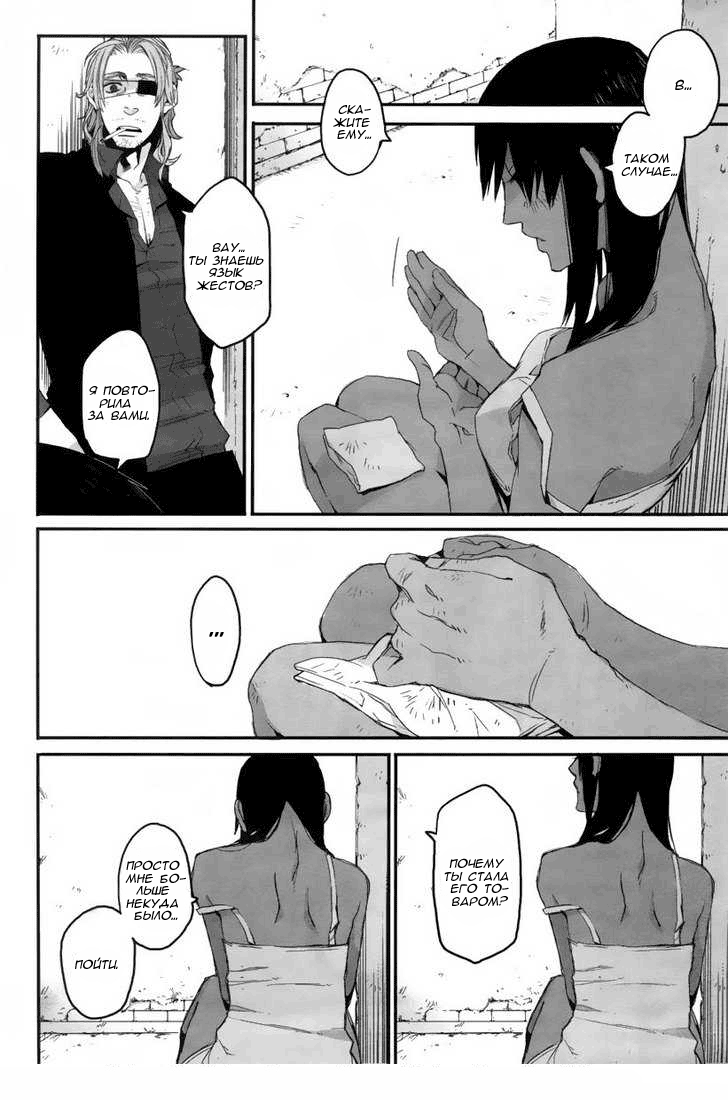 В...
ТАКОМ
СЛУЧАЕ...
СКА-
ЖИТЕ
ЕМУ...
ВАУ...
ТЫ ЗНАЕШЬ
ЯЗЫК
ЖЕСТОВ?
Я ПОВТО-
РИЛА
ЗА ВАМИ.
...
ПОЧЕМУ
ТЫ СТАЛА
ЕГО ТО-
ВАРОМ?
ПРОСТО
МНЕ БО-
ЛЬШЕ
НЕКУДА
БЫЛО...
ПОЙТИ.